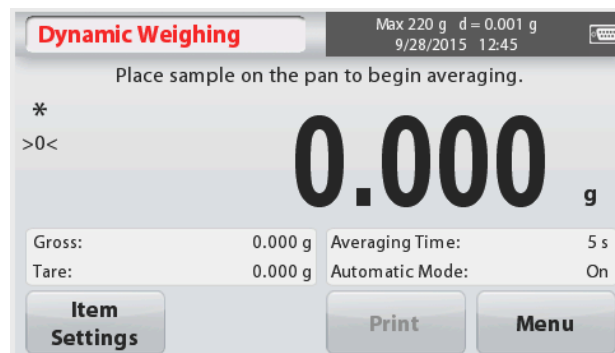 Dynamic Weighing
Max 220 g d = 0.001 g
9/28/2015 12:45
Place sample on the pan to begin averaging.
*
>0<
0.000 g
Gross: 0.000 g
Tare: 0.000 g
Averaging Time: 5 s
Automatic Mode: On
Item
Settings
Print
Menu